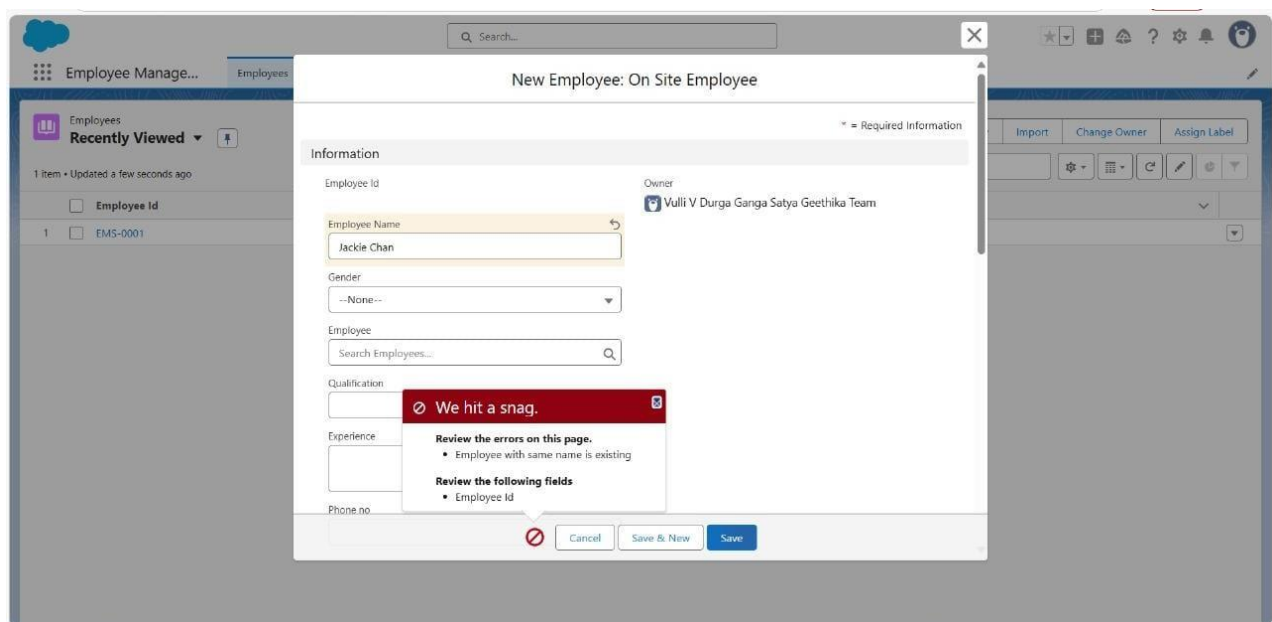 Search...
Employee Manage...
Employees
New Employee: On Site Employee
Employees
Recently Viewed
Import
Change Owner
Assign Label
* = Required Information
1 item • Updated a few seconds ago
Information
Employee Id
Owner
Vulli V Durga Ganga Satya Geethika Team
Employee Id
1
EMS-0001
Employee Name
Jackie Chan
Gender
--None--
Employee
Search Employees...
Qualification
We hit a snag.
Experience
Review the errors on this page.
• Employee with same name is existing
Review the following fields
• Employee Id
Phone no
Cancel
Save & New
Save